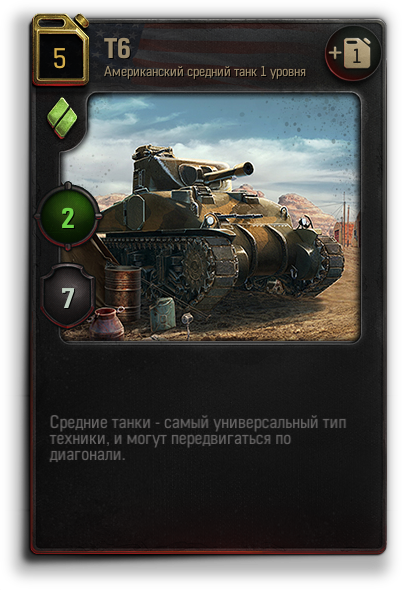 5
Т6
+1
Американский средний танк 1 уровня
2
7
Средние танки - самый универсальный тип
техники, и могут передвигаться по
диагонали.